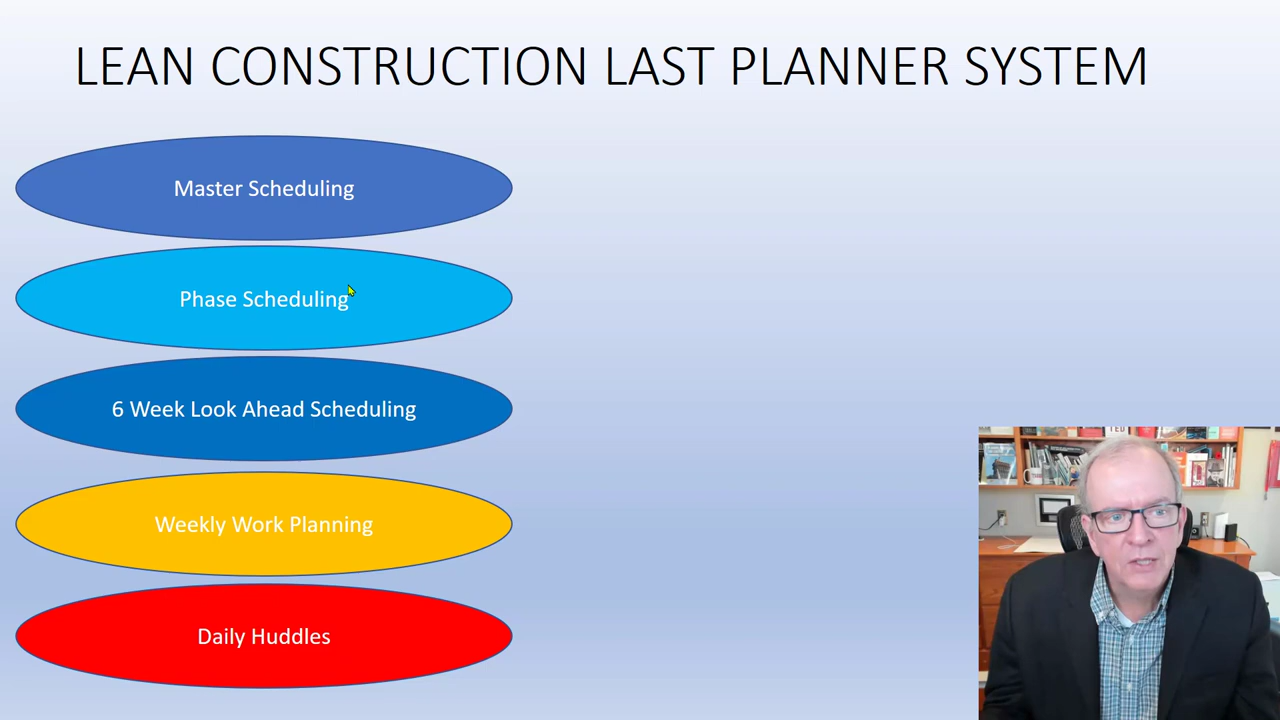 LEAN CONSTRUCTION LAST PLANNER SYSTEM
Master Scheduling
Phase Scheduling
6 Week Look Ahead Scheduling
Weekly Work Planning
Daily Huddles
TED